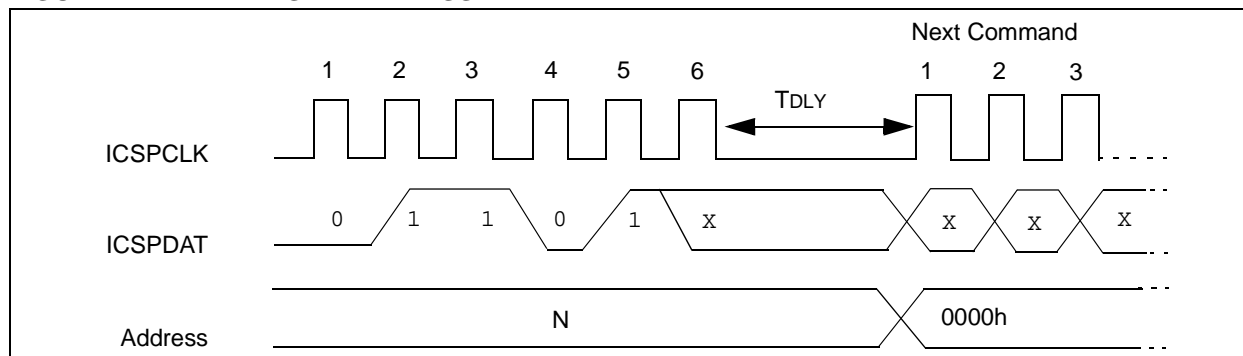 Next Command
1 2 3 4 5 6 1 2 3
TDLY
ICSPCLK
0 1 1 0 1 X X X X
ICSPDAT
N 0000h
Address